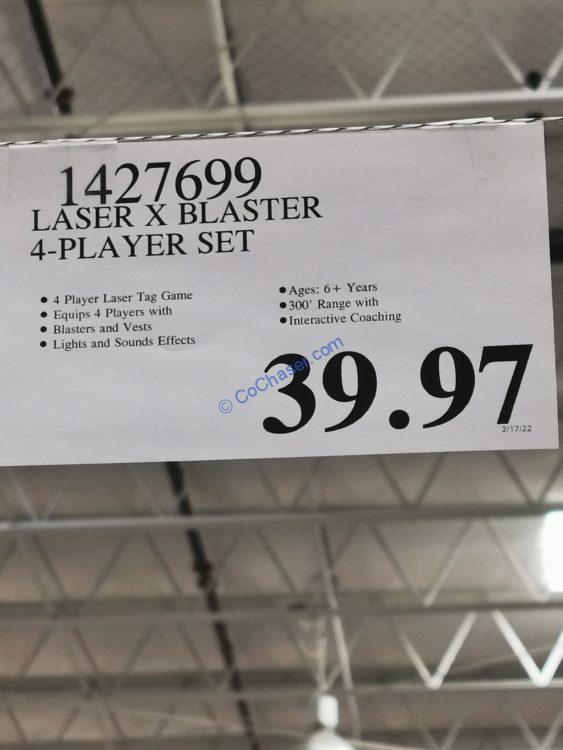 1427699
LASER X BLASTER
4-PLAYER SET
● 4 Player Laser Tag Game
● Equips 4 Players with
● Blasters and Vests
● Lights and Sounds Effects
● Ages: 6+ Years
● 300' Range with
● Interactive Coaching
© CoChaser.com
39.97
2/17/22